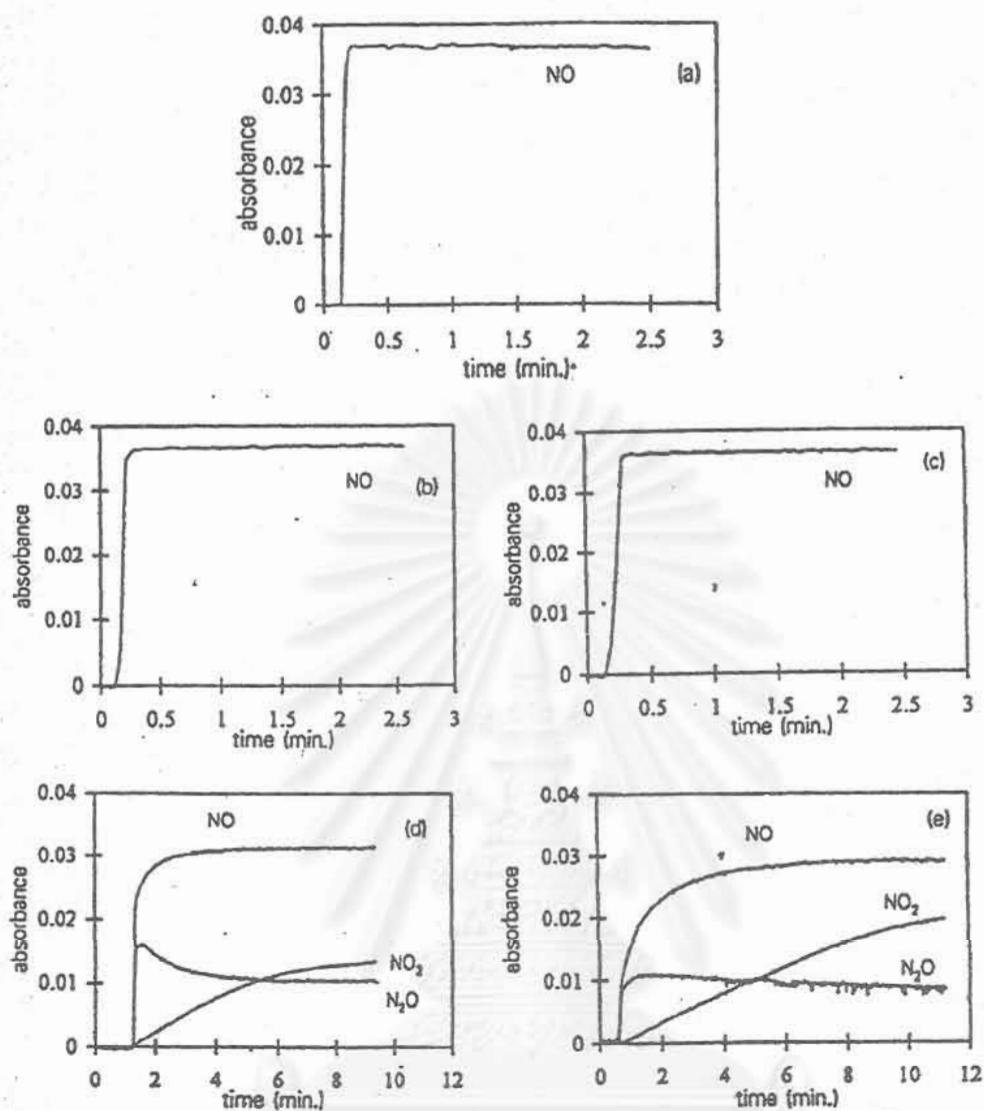 0.04
0.03
0.02
0.01
0
absorbance
NO
(a)
0 0.5 1 1.5 2 2.5 3
time (min.)
0.04
0.03
0.02
0.01
0
absorbance
NO
(b)
0 0.5 1 1.5 2 2.5 3
time (min.)
0.04
0.03
0.02
0.01
0
absorbance
NO
(c)
0 0.5 1 1.5 2 2.5 3
time (min.)
0.04
0.03
0.02
0.01
0
absorbance
NO
(d)
NO₂
N₂O
0 2 4 6 8 10 12
time (min.)
0.04
0.03
0.02
0.01
0
absorbance
NO
(e)
NO₂
N₂O
0 2 4 6 8 10 12
time (min.)